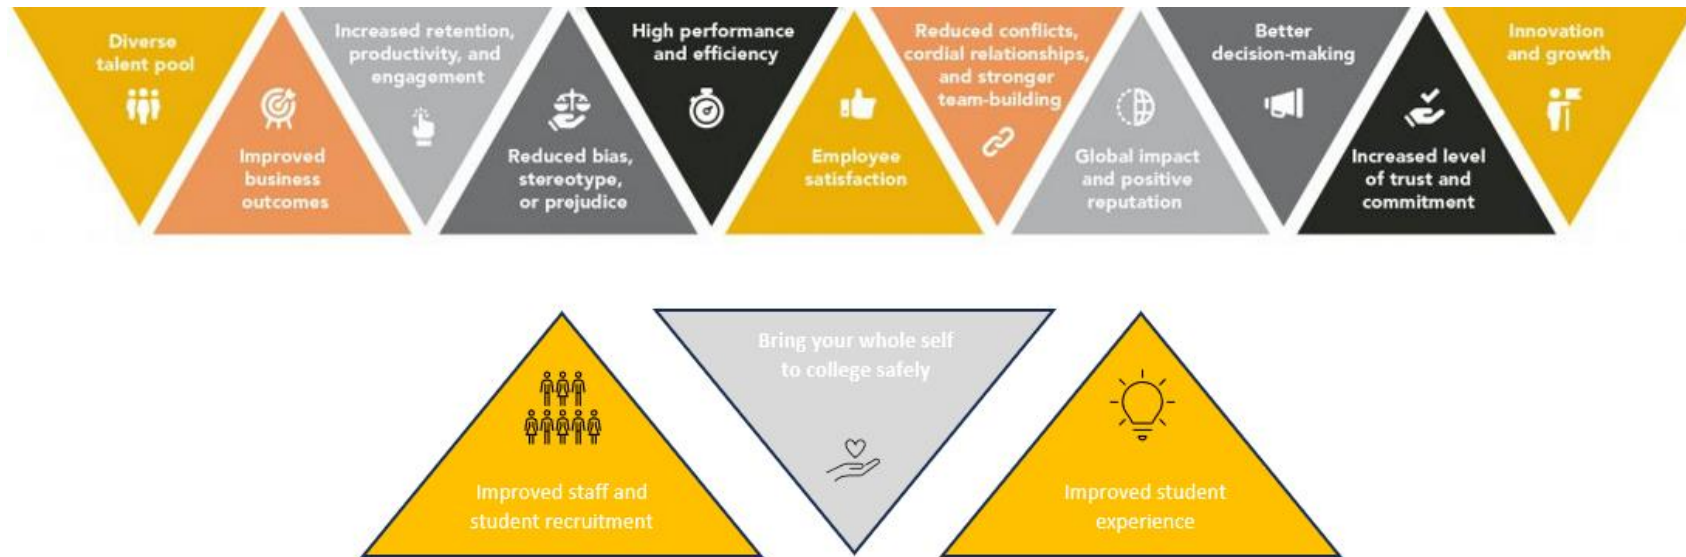 Diverse
talent pool
Improved
business
outcomes
Increased retention,
productivity, and
engagement
Reduced bias,
stereotype,
or prejudice
High performance
and efficiency
Employee
satisfaction
Reduced conflicts,
cordial relationships,
and stronger
team-building
Global impact
and positive
reputation
Better
decision-making
Increased level
of trust and
commitment
Innovation
and growth
Improved staff and
student recruitment
Bring your whole self
to college safely
Improved student
experience